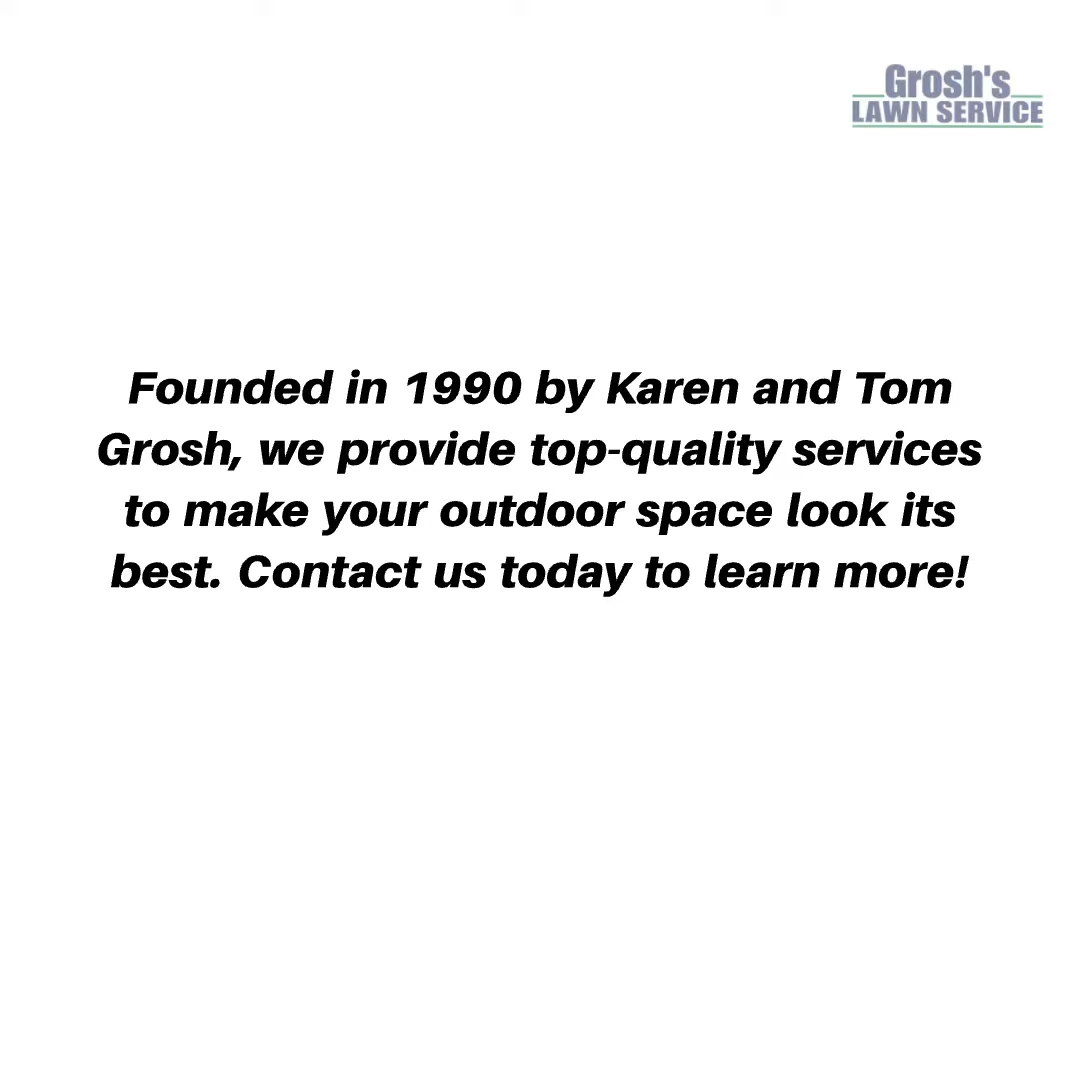 Grosh's
LAWN SERVICE
Founded in 1990 by Karen and Tom
Grosh, we provide top-quality services
to make your outdoor space look its
best. Contact us today to learn more!